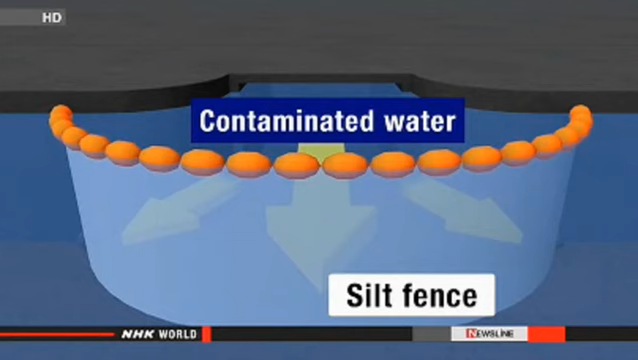 HD
Contaminated water
Silt fence
NHK WORLD
NEWSLINE